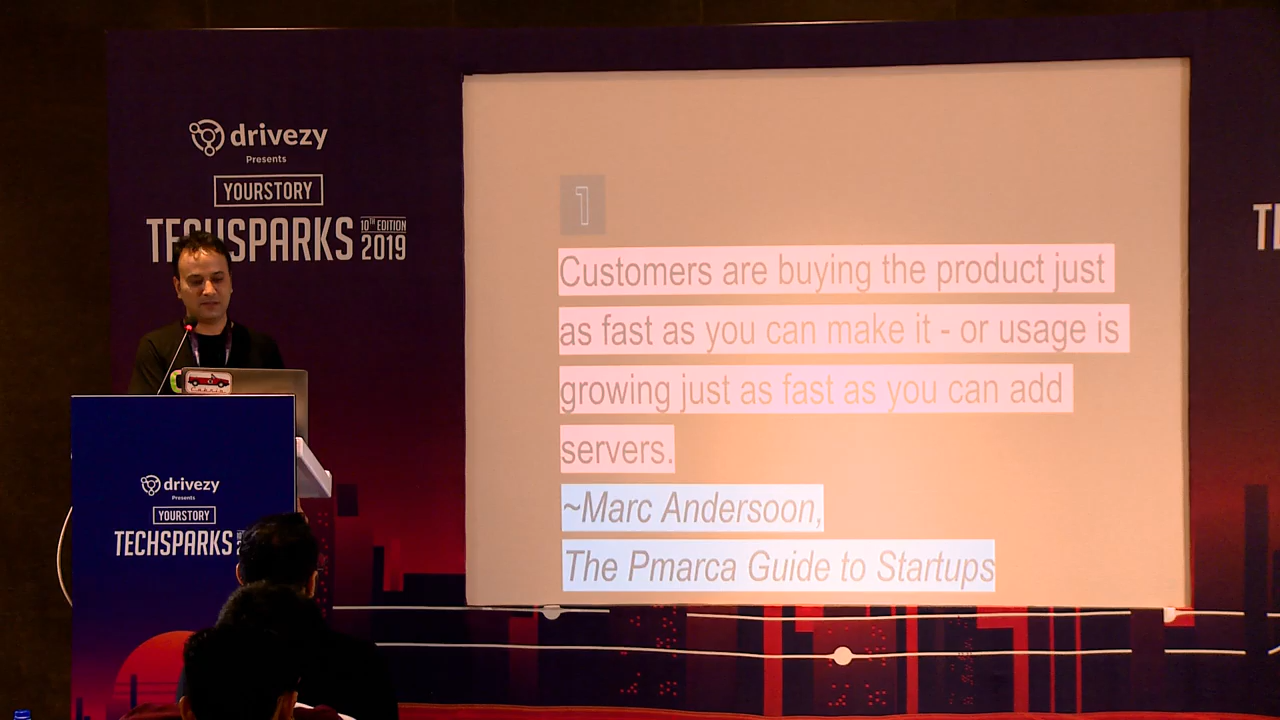 drivezy
Presents
YOURSTORY
TECHSPARKS
10TH EDITION
2019
1
Customers are buying the product just
as fast as you can make it - or usage is
growing just as fast as you can add
servers.
~Marc Andersoon,
The Pmarca Guide to Startups
drivezy
Presents
YOURSTORY
TECHSPARKS